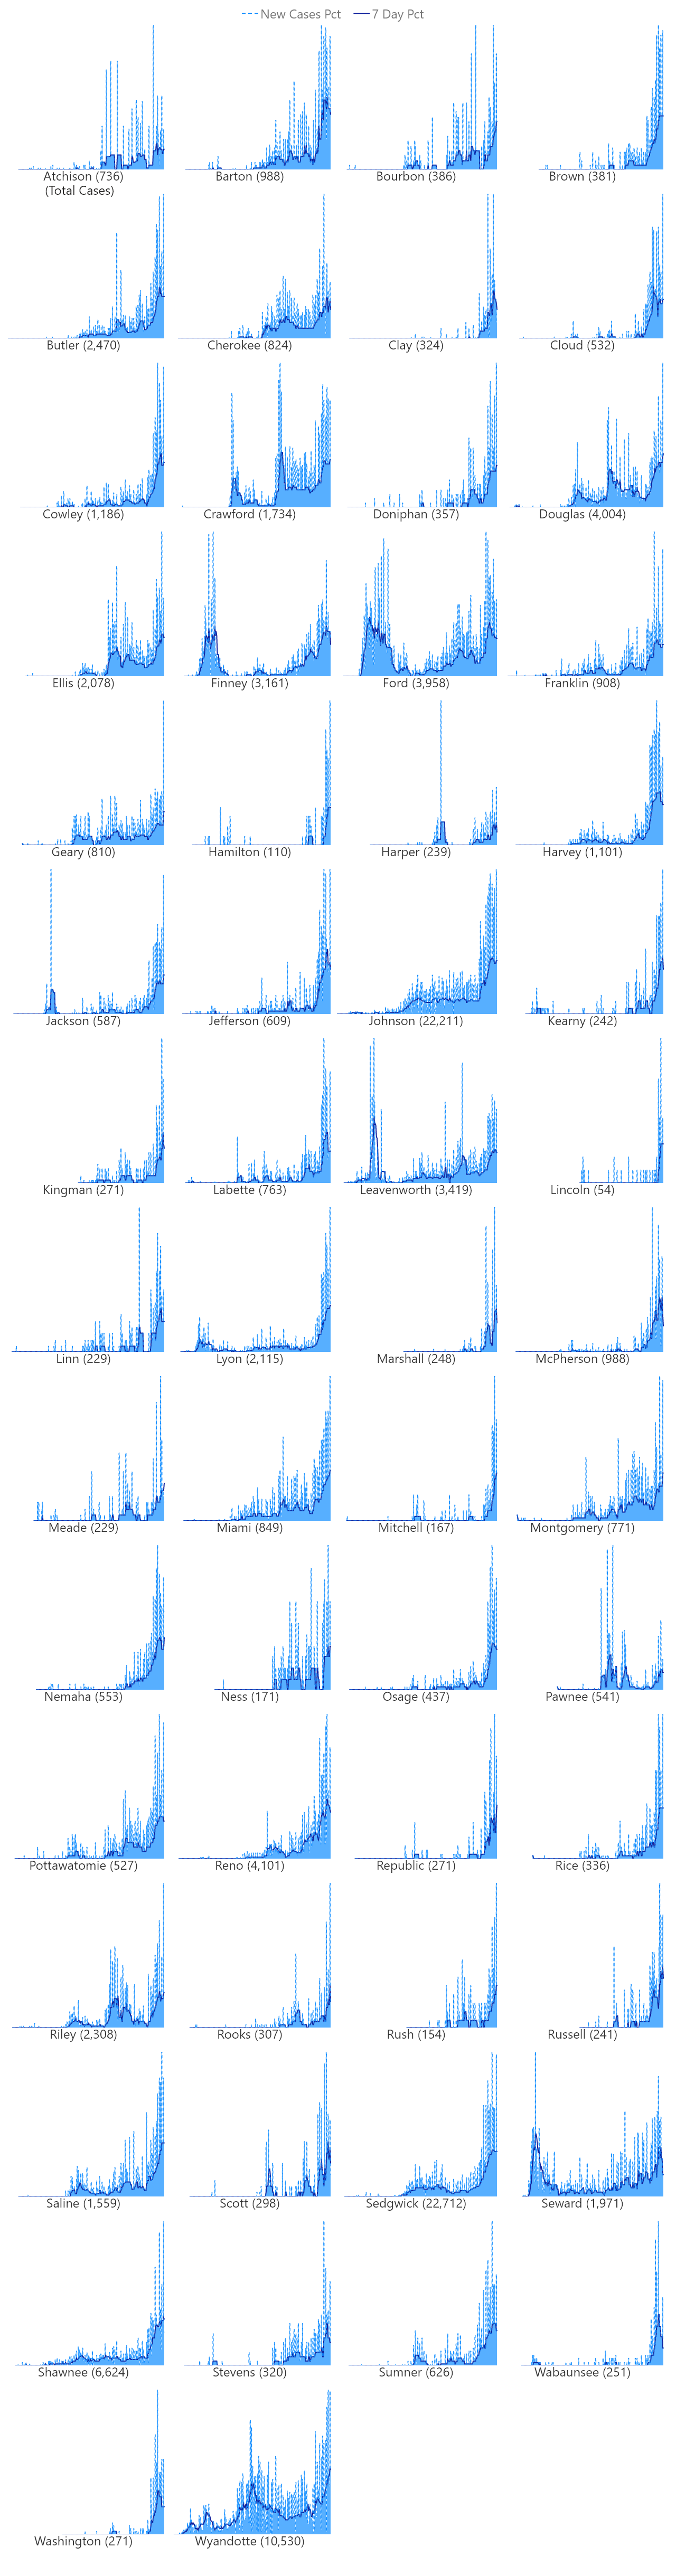 New Cases Pct 7 Day Pct
Atchison (736) Barton (988) Bourbon (386) Brown (381)
(Total Cases)
Butler (2,470) Cherokee (824) Clay (324) Cloud (532)
Cowley (1,186) Crawford (1,734) Doniphan (357) Douglas (4,004)
Ellis (2,078) Finney (3,161) Ford (3,958) Franklin (908)
Geary (810) Hamilton (110) Harper (239) Harvey (1,101)
Jackson (587) Jefferson (609) Johnson (22,211) Kearny (242)
Kingman (271) Labette (763) Leavenworth (3,419) Lincoln (54)
Linn (229) Lyon (2,115) Marshall (248) McPherson (988)
Meade (229) Miami (849) Mitchell (167) Montgomery (771)
Nemaha (553) Ness (171) Osage (437) Pawnee (541)
Pottawatomie (527) Reno (4,101) Republic (271) Rice (336)
Riley (2,308) Rooks (307) Rush (154) Russell (241)
Saline (1,559) Scott (298) Sedgwick (22,712) Seward (1,971)
Shawnee (6,624) Stevens (320) Sumner (626) Wabaunsee (251)
Washington (271) Wyandotte (10,530)